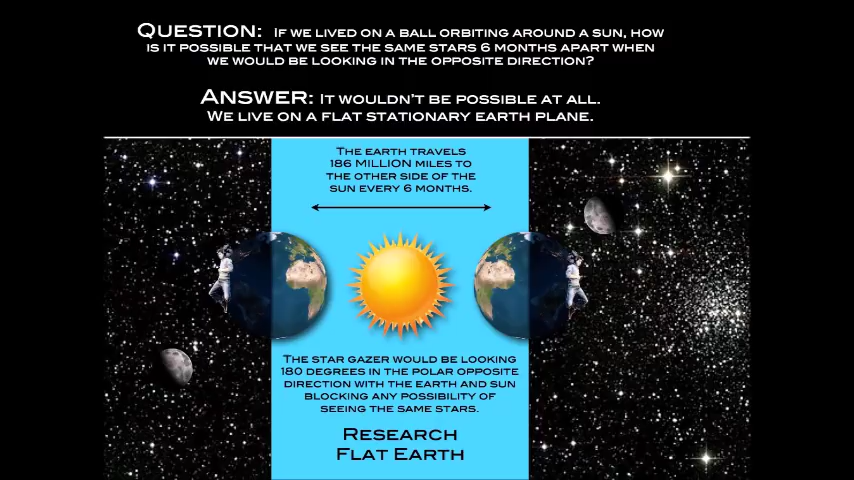 QUESTION: IF WE LIVED ON A BALL ORBITING AROUND A SUN, HOW
IS IT POSSIBLE THAT WE SEE THE SAME STARS 6 MONTHS APART WHEN
WE WOULD BE LOOKING IN THE OPPOSITE DIRECTION?
ANSWER: IT WOULDN'T BE POSSIBLE AT ALL.
WE LIVE ON A FLAT STATIONARY EARTH PLANE.
THE EARTH TRAVELS
186 MILLION MILES TO
THE OTHER SIDE OF THE
SUN EVERY 6 MONTHS.
THE STAR GAZER WOULD BE LOOKING
180 DEGREES IN THE POLAR OPPOSITE
DIRECTION WITH THE EARTH AND SUN
BLOCKING ANY POSSIBILITY OF
SEEING THE SAME STARS.
RESEARCH
FLAT EARTH